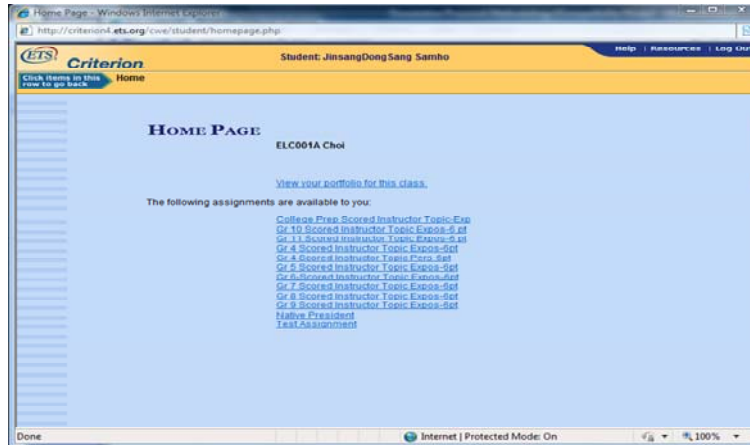 Home Page - Windows Internet Explorer
http://criterion4.ets.org/cwe/student/homepage.php
ETS Criterion
Student: JinsangDongSang Samho
Help | Resources | Log Out
Click items in this row to go back
Home
HOME PAGE
ELC001A Choi
View your portfolio for this class.
The following assignments are available to you:
College Prep Scored Instructor Topic-Exp
Gr 10 Scored Instructor Topic Expos-6 pt
Gr 11 Scored Instructor Topic Expos-6 pt
Gr 4 Scored Instructor Topic Expos-6pt
Gr 4 Scored Instructor Topic Pers-6pt
Gr 5 Scored Instructor Topic Expos-6pt
Gr 6-Scored Instructor Topic Expos-6pt
Gr 7 Scored Instructor Topic Expos-6pt
Gr 8 Scored Instructor Topic Expos-6pt
Gr 9 Scored Instructor Topic Expos-6pt
Native President
Test Assignment
Done
Internet | Protected Mode: On
100%